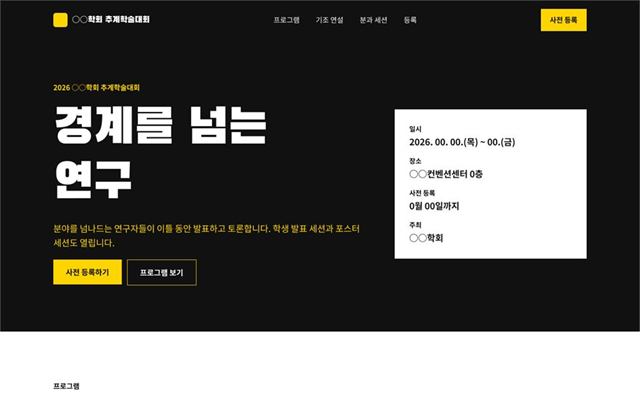 ○○학회 추계학술대회
프로그램
기조 연설
분과 세션
등록
사전 등록
2026 ○○학회 추계학술대회
경계를 넘는
연구
분야를 넘나드는 연구자들이 이틀 동안 발표하고 토론합니다. 학생 발표 세션과 포스터
세션도 열립니다.
사전 등록하기
프로그램 보기
일시
2026. 00. 00.(목) ~ 00.(금)
장소
○○컨벤션센터 0층
사전 등록
0월 00일까지
주최
○○학회
프로그램